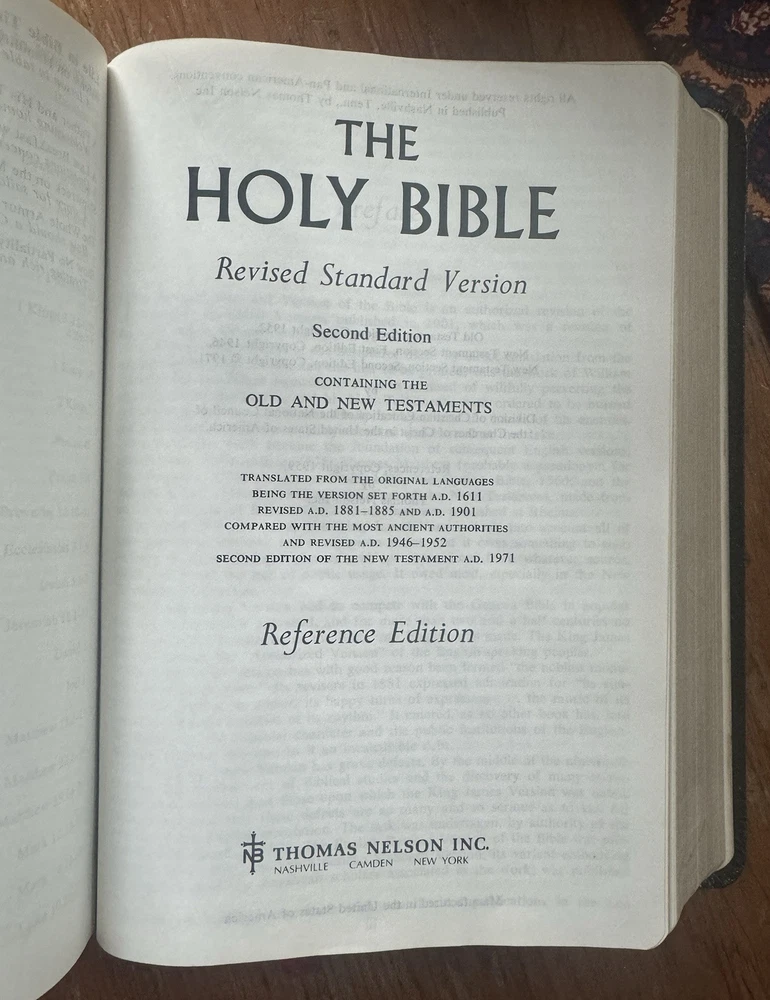 THE
HOLY BIBLE
Revised Standard Version
Second Edition
CONTAINING THE
OLD AND NEW TESTAMENTS
TRANSLATED FROM THE ORIGINAL LANGUAGES
BEING THE VERSION SET FORTH A.D. 1611
REVISED A.D. 1881–1885 AND A.D. 1901
COMPARED WITH THE MOST ANCIENT AUTHORITIES
AND REVISED A.D. 1946–1952
SECOND EDITION OF THE NEW TESTAMENT A.D. 1971
Reference Edition
THOMAS NELSON INC.
NASHVILLE CAMDEN NEW YORK